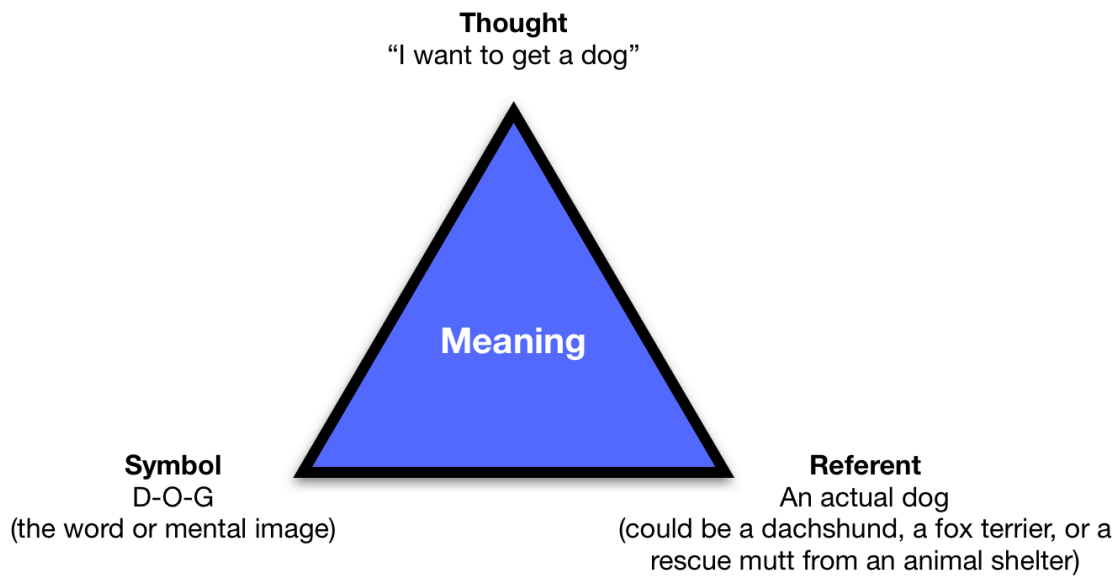 Thought
“I want to get a dog”
Meaning
Symbol
D-O-G
(the word or mental image)
Referent
An actual dog
(could be a dachshund, a fox terrier, or a
rescue mutt from an animal shelter)